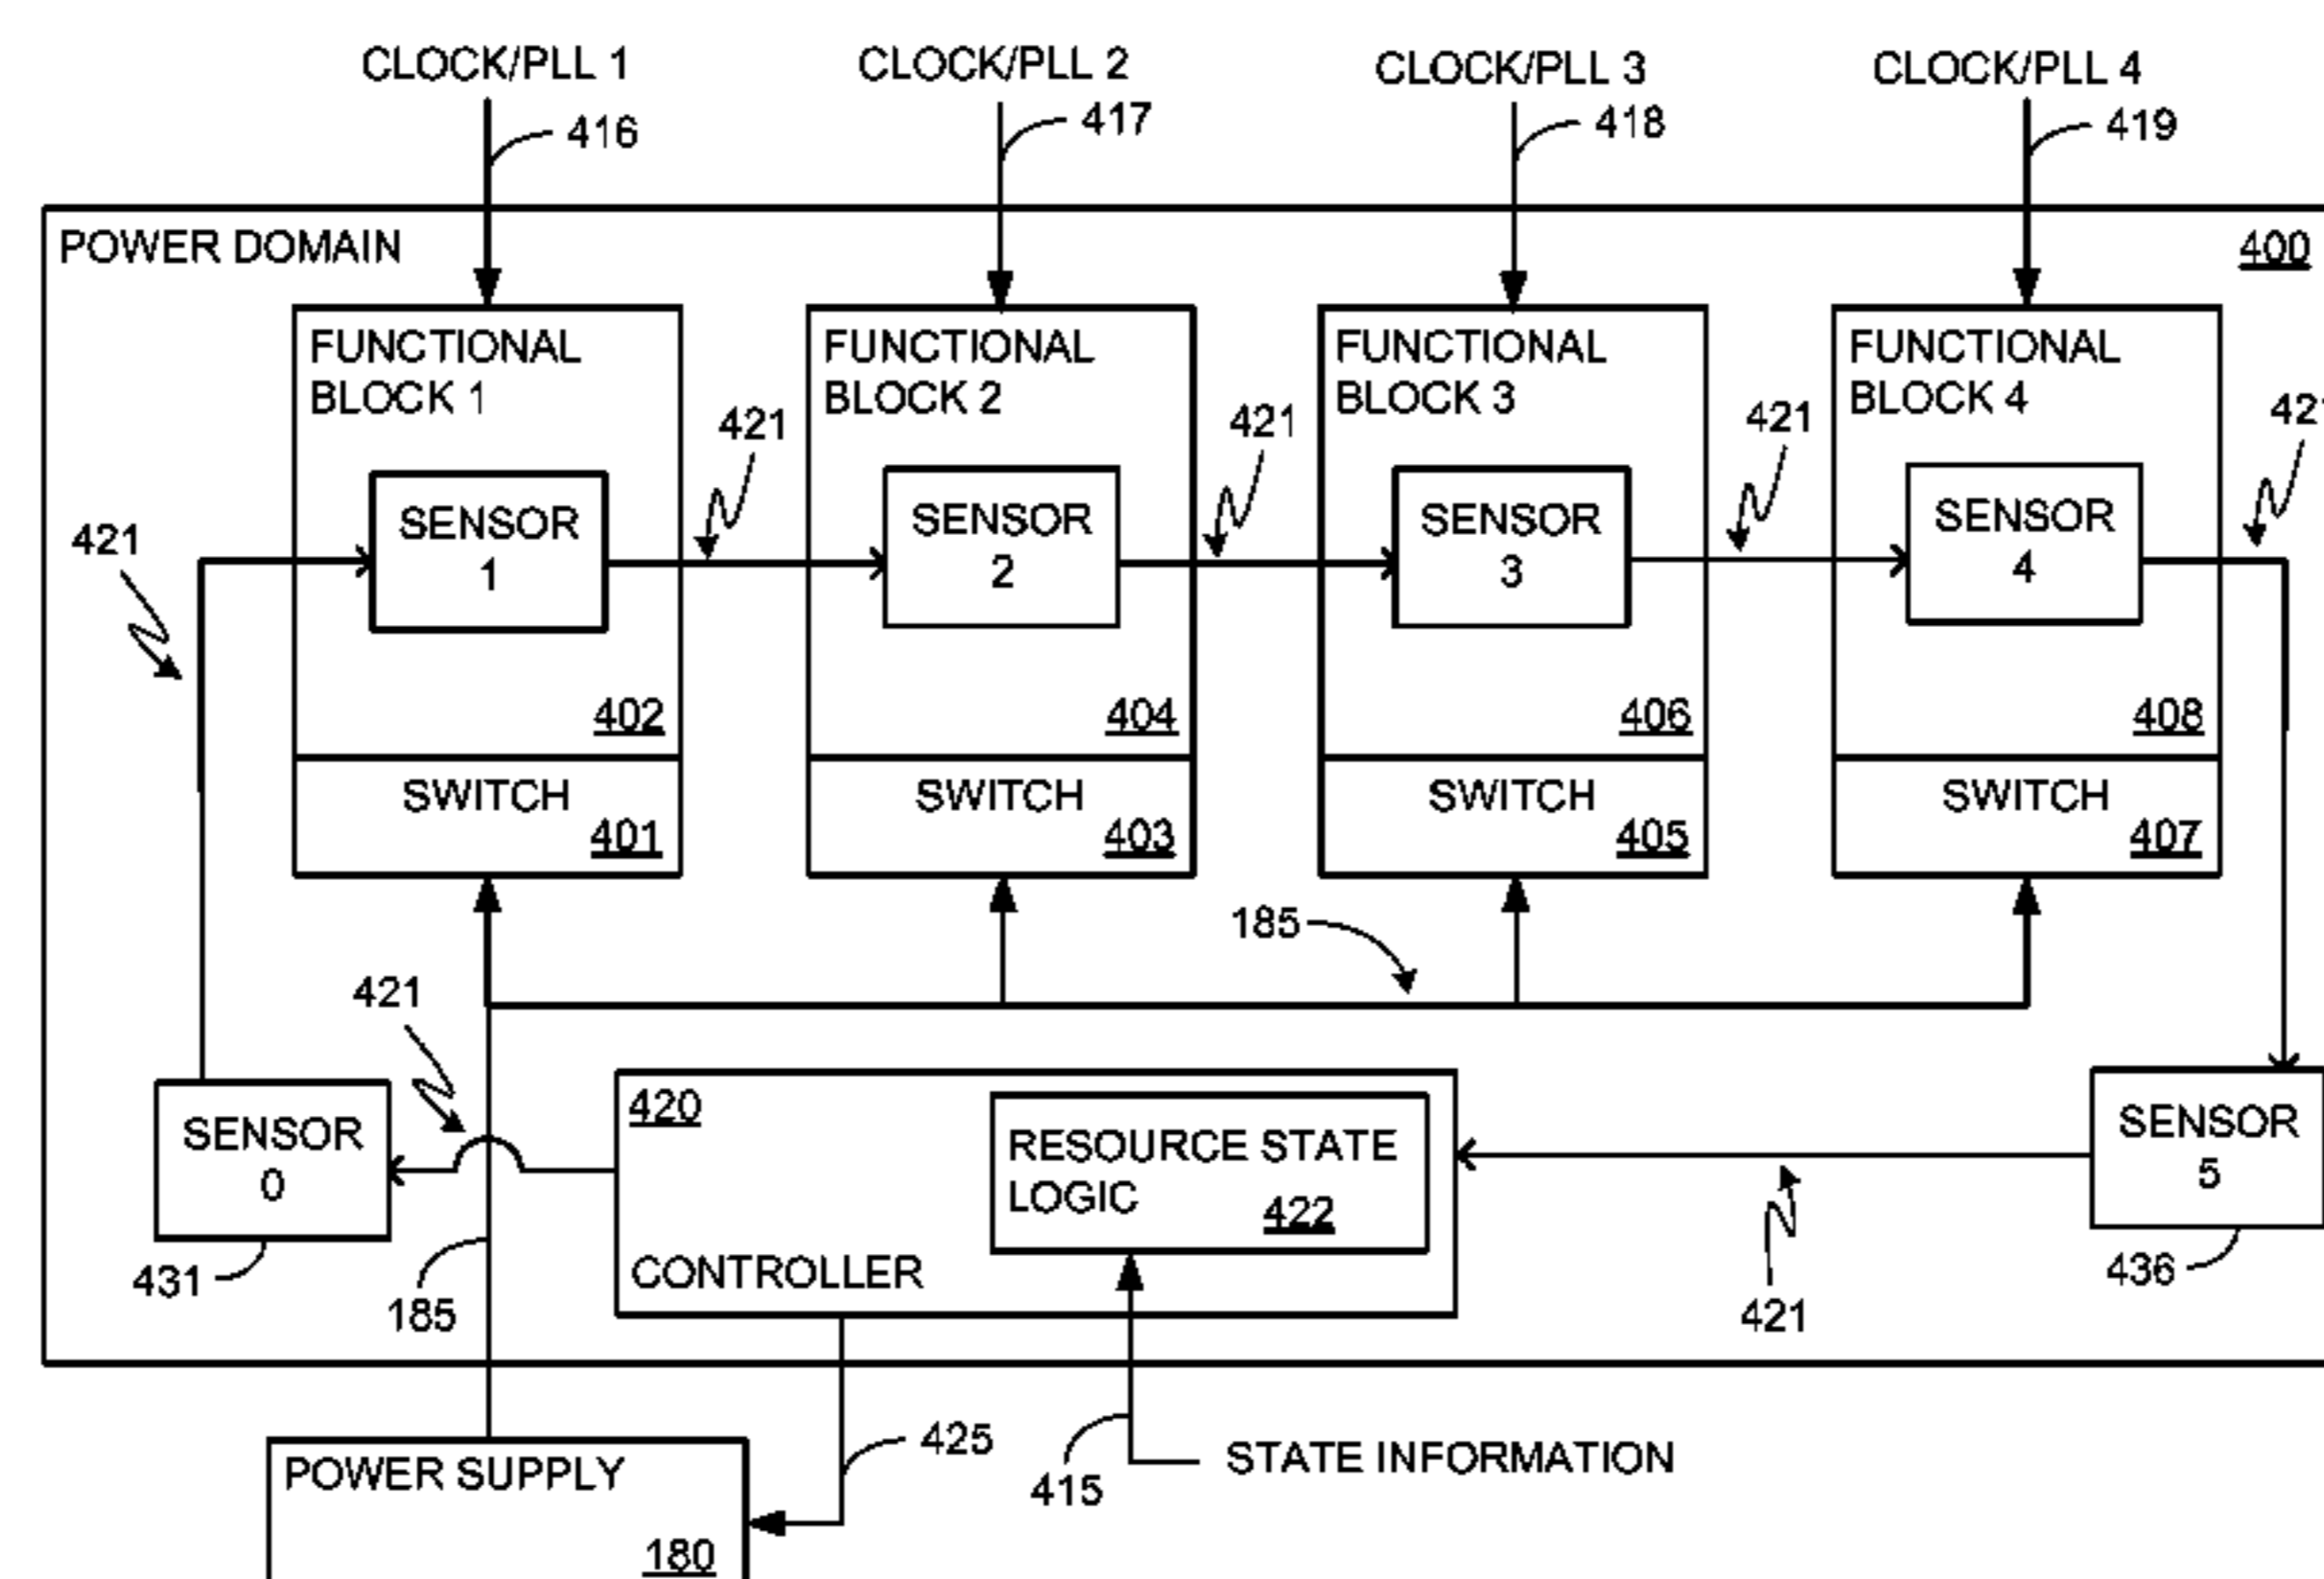 CLOCK/PLL 1
CLOCK/PLL 2
CLOCK/PLL 3
CLOCK/PLL 4
416
417
418
419
POWER DOMAIN
400
FUNCTIONAL
BLOCK 1
FUNCTIONAL
BLOCK 2
FUNCTIONAL
BLOCK 3
FUNCTIONAL
BLOCK 4
421
421
421
421
421
SENSOR
1
SENSOR
2
SENSOR
3
SENSOR
4
402
404
406
408
SWITCH
401
SWITCH
403
SWITCH
405
SWITCH
407
185
421
SENSOR
0
431
185
420
RESOURCE STATE
LOGIC
422
CONTROLLER
SENSOR
5
436
421
425
415
STATE INFORMATION
POWER SUPPLY
180